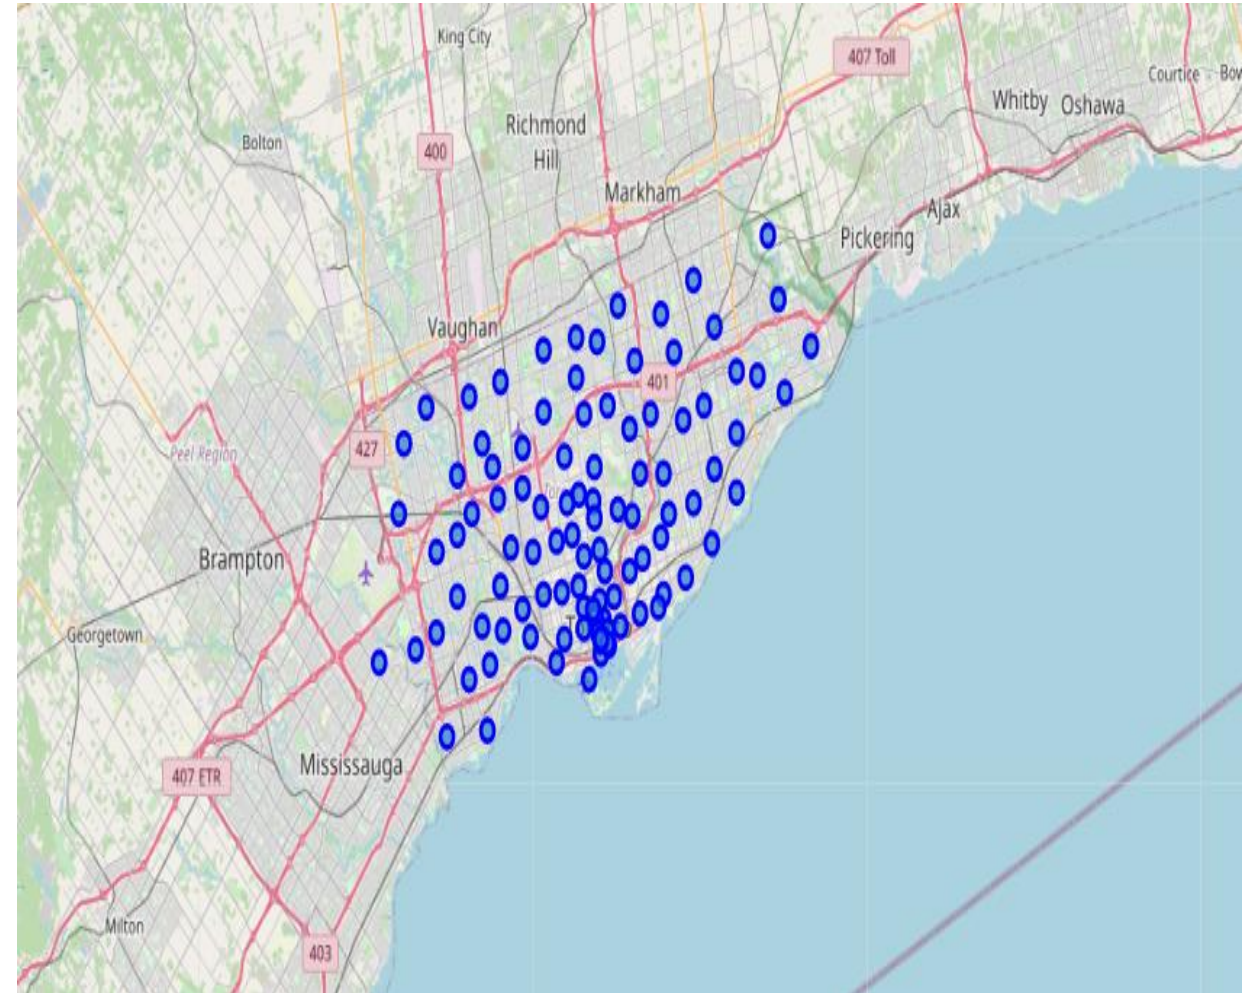 King City
407 Toll
Courtice
Bow
Whitby
Oshawa
Richmond
Hill
Bolton
400
Markham
Ajax
Pickering
Vaughan
401
427
Peel Region
Brampton
Georgetown
Mississauga
407 ETR
Milton
403